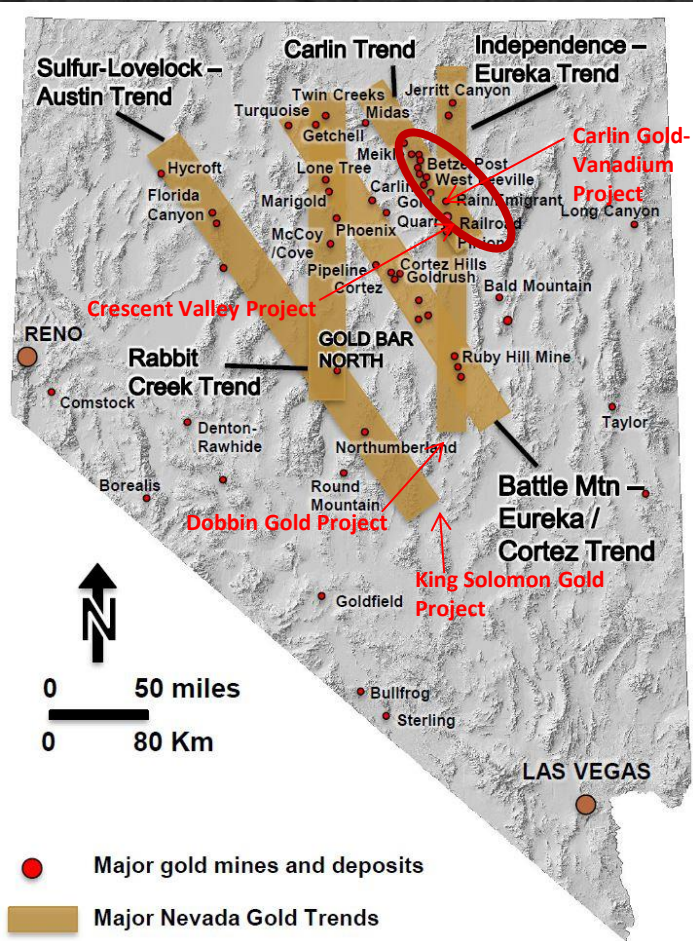 Carlin Trend
Independence –
Eureka Trend
Sulfur-Lovelock –
Austin Trend
Twin Creeks
Jerritt Canyon
Turquoise
Midas
Getchell
Carlin Gold-
Vanadium
Project
Meikle
Betze Post
Hycroft
Lone Tree
West Leeville
Florida
Canyon
Marigold
Carlin
Rain/Emigrant
Gold
Quarry
Long Canyon
McCoy
/Cove
Phoenix
Railroad
Pinion
Pipeline
Cortez Hills
Goldrush
Cortez
Bald Mountain
Crescent Valley Project
RENO
GOLD BAR
NORTH
Ruby Hill Mine
Rabbit
Creek Trend
Comstock
Denton-
Rawhide
Taylor
Northumberland
Borealis
Round
Mountain
Battle Mtn –
Eureka /
Cortez Trend
Dobbin Gold Project
King Solomon Gold
Project
Goldfield
N
0 50 miles
0 80 Km
Bullfrog
Sterling
LAS VEGAS
Major gold mines and deposits
Major Nevada Gold Trends